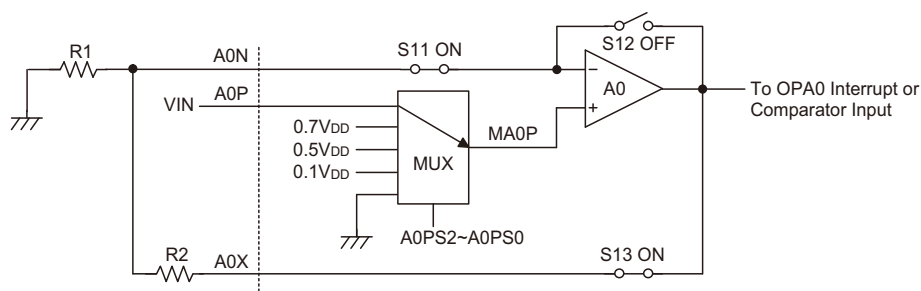 S12 OFF
R1
A0N
S11 ON
−
A0
+
To OPA0 Interrupt or
Comparator Input
VIN
A0P
0.7VDD
0.5VDD
0.1VDD
MUX
MA0P
A0PS2~A0PS0
R2
A0X
S13 ON